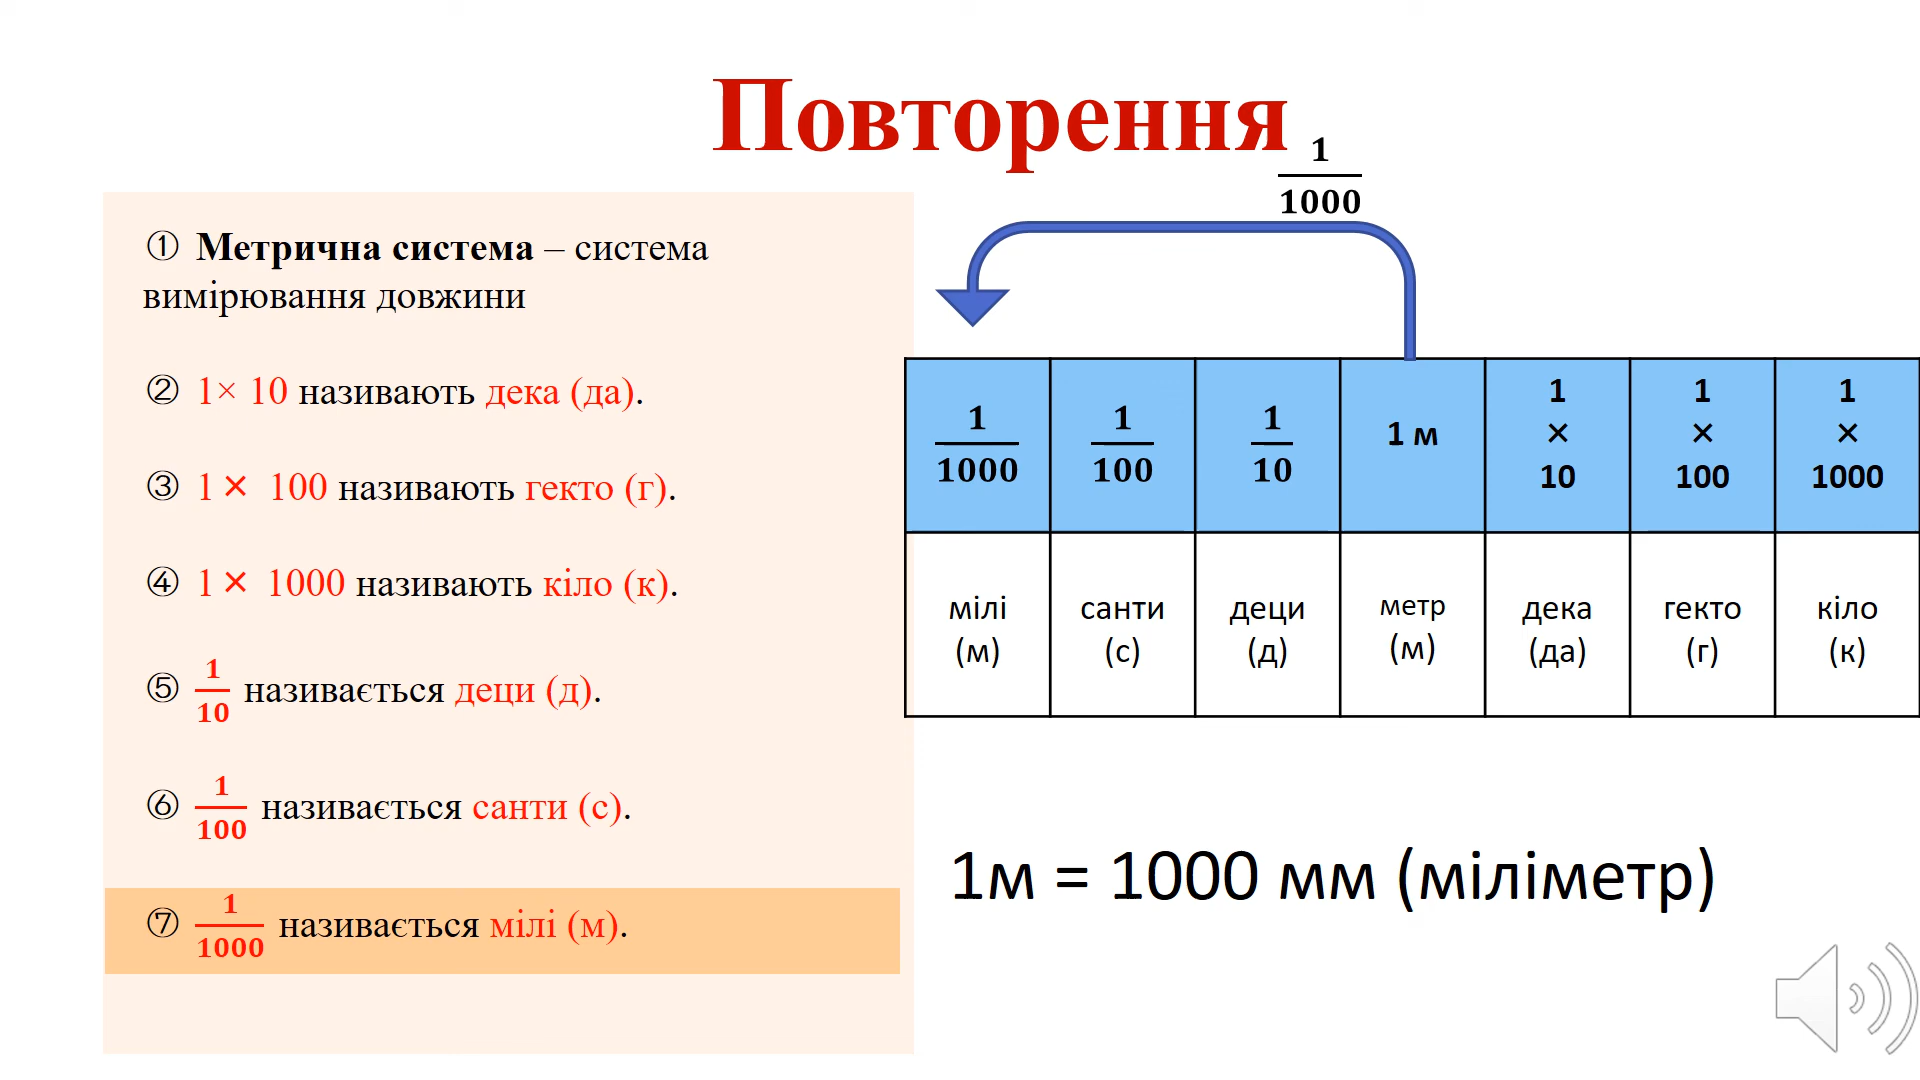 Повторення
① Метрична система – система
вимірювання довжини
② 1× 10 називають дека (да).
③ 1 × 100 називають гекто (г).
④ 1 × 1000 називають кіло (к).
⑤ 1/10 називається деци (д).
⑥ 1/100 називається санти (с).
⑦ 1/1000 називається мілі (м).
1/1000
1/1000 1/100 1/10 1 м 1 × 10 1 × 100 1 × 1000
мілі (м) санти (с) деци (д) метр (м) дека (да) гекто (г) кіло (к)
1м = 1000 мм (міліметр)